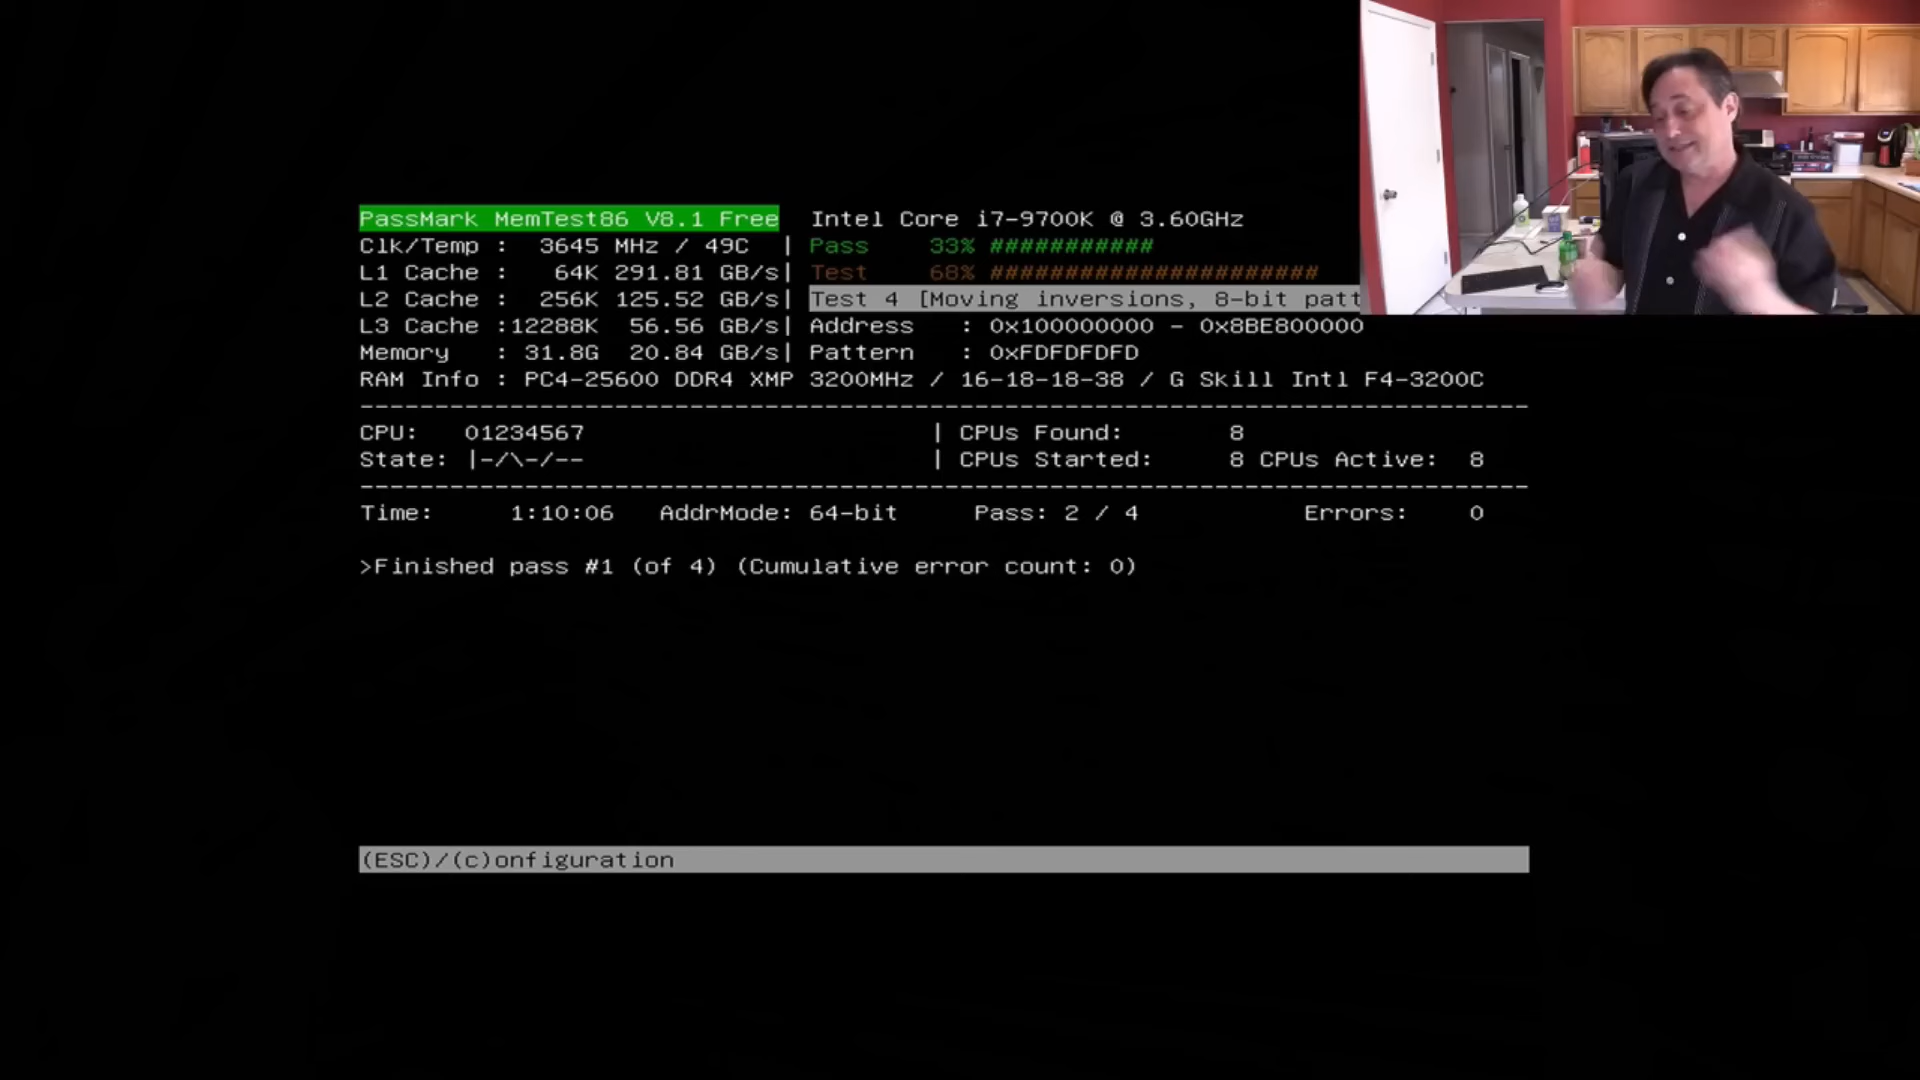 PassMark MemTest86 V8.1 Free Intel Core i7-9700K @ 3.60GHz
Clk/Temp : 3645 MHz / 49C | Pass 33% ###########
L1 Cache : 64K 291.81 GB/s| Test 68% ######################
L2 Cache : 256K 125.52 GB/s| Test 4 [Moving inversions, 8-bit patt
L3 Cache :12288K 56.56 GB/s| Address : 0x100000000 - 0x8BE800000
Memory : 31.8G 20.84 GB/s| Pattern : 0xFDFDFDFD
RAM Info : PC4-25600 DDR4 XMP 3200MHz / 16-18-18-38 / G Skill Intl F4-3200C
CPU: 01234567 | CPUs Found: 8
State: |-/\-/-- | CPUs Started: 8 CPUs Active: 8
Time: 1:10:06 AddrMode: 64-bit Pass: 2 / 4 Errors: 0
>Finished pass #1 (of 4) (Cumulative error count: 0)
(ESC)/(c)onfiguration